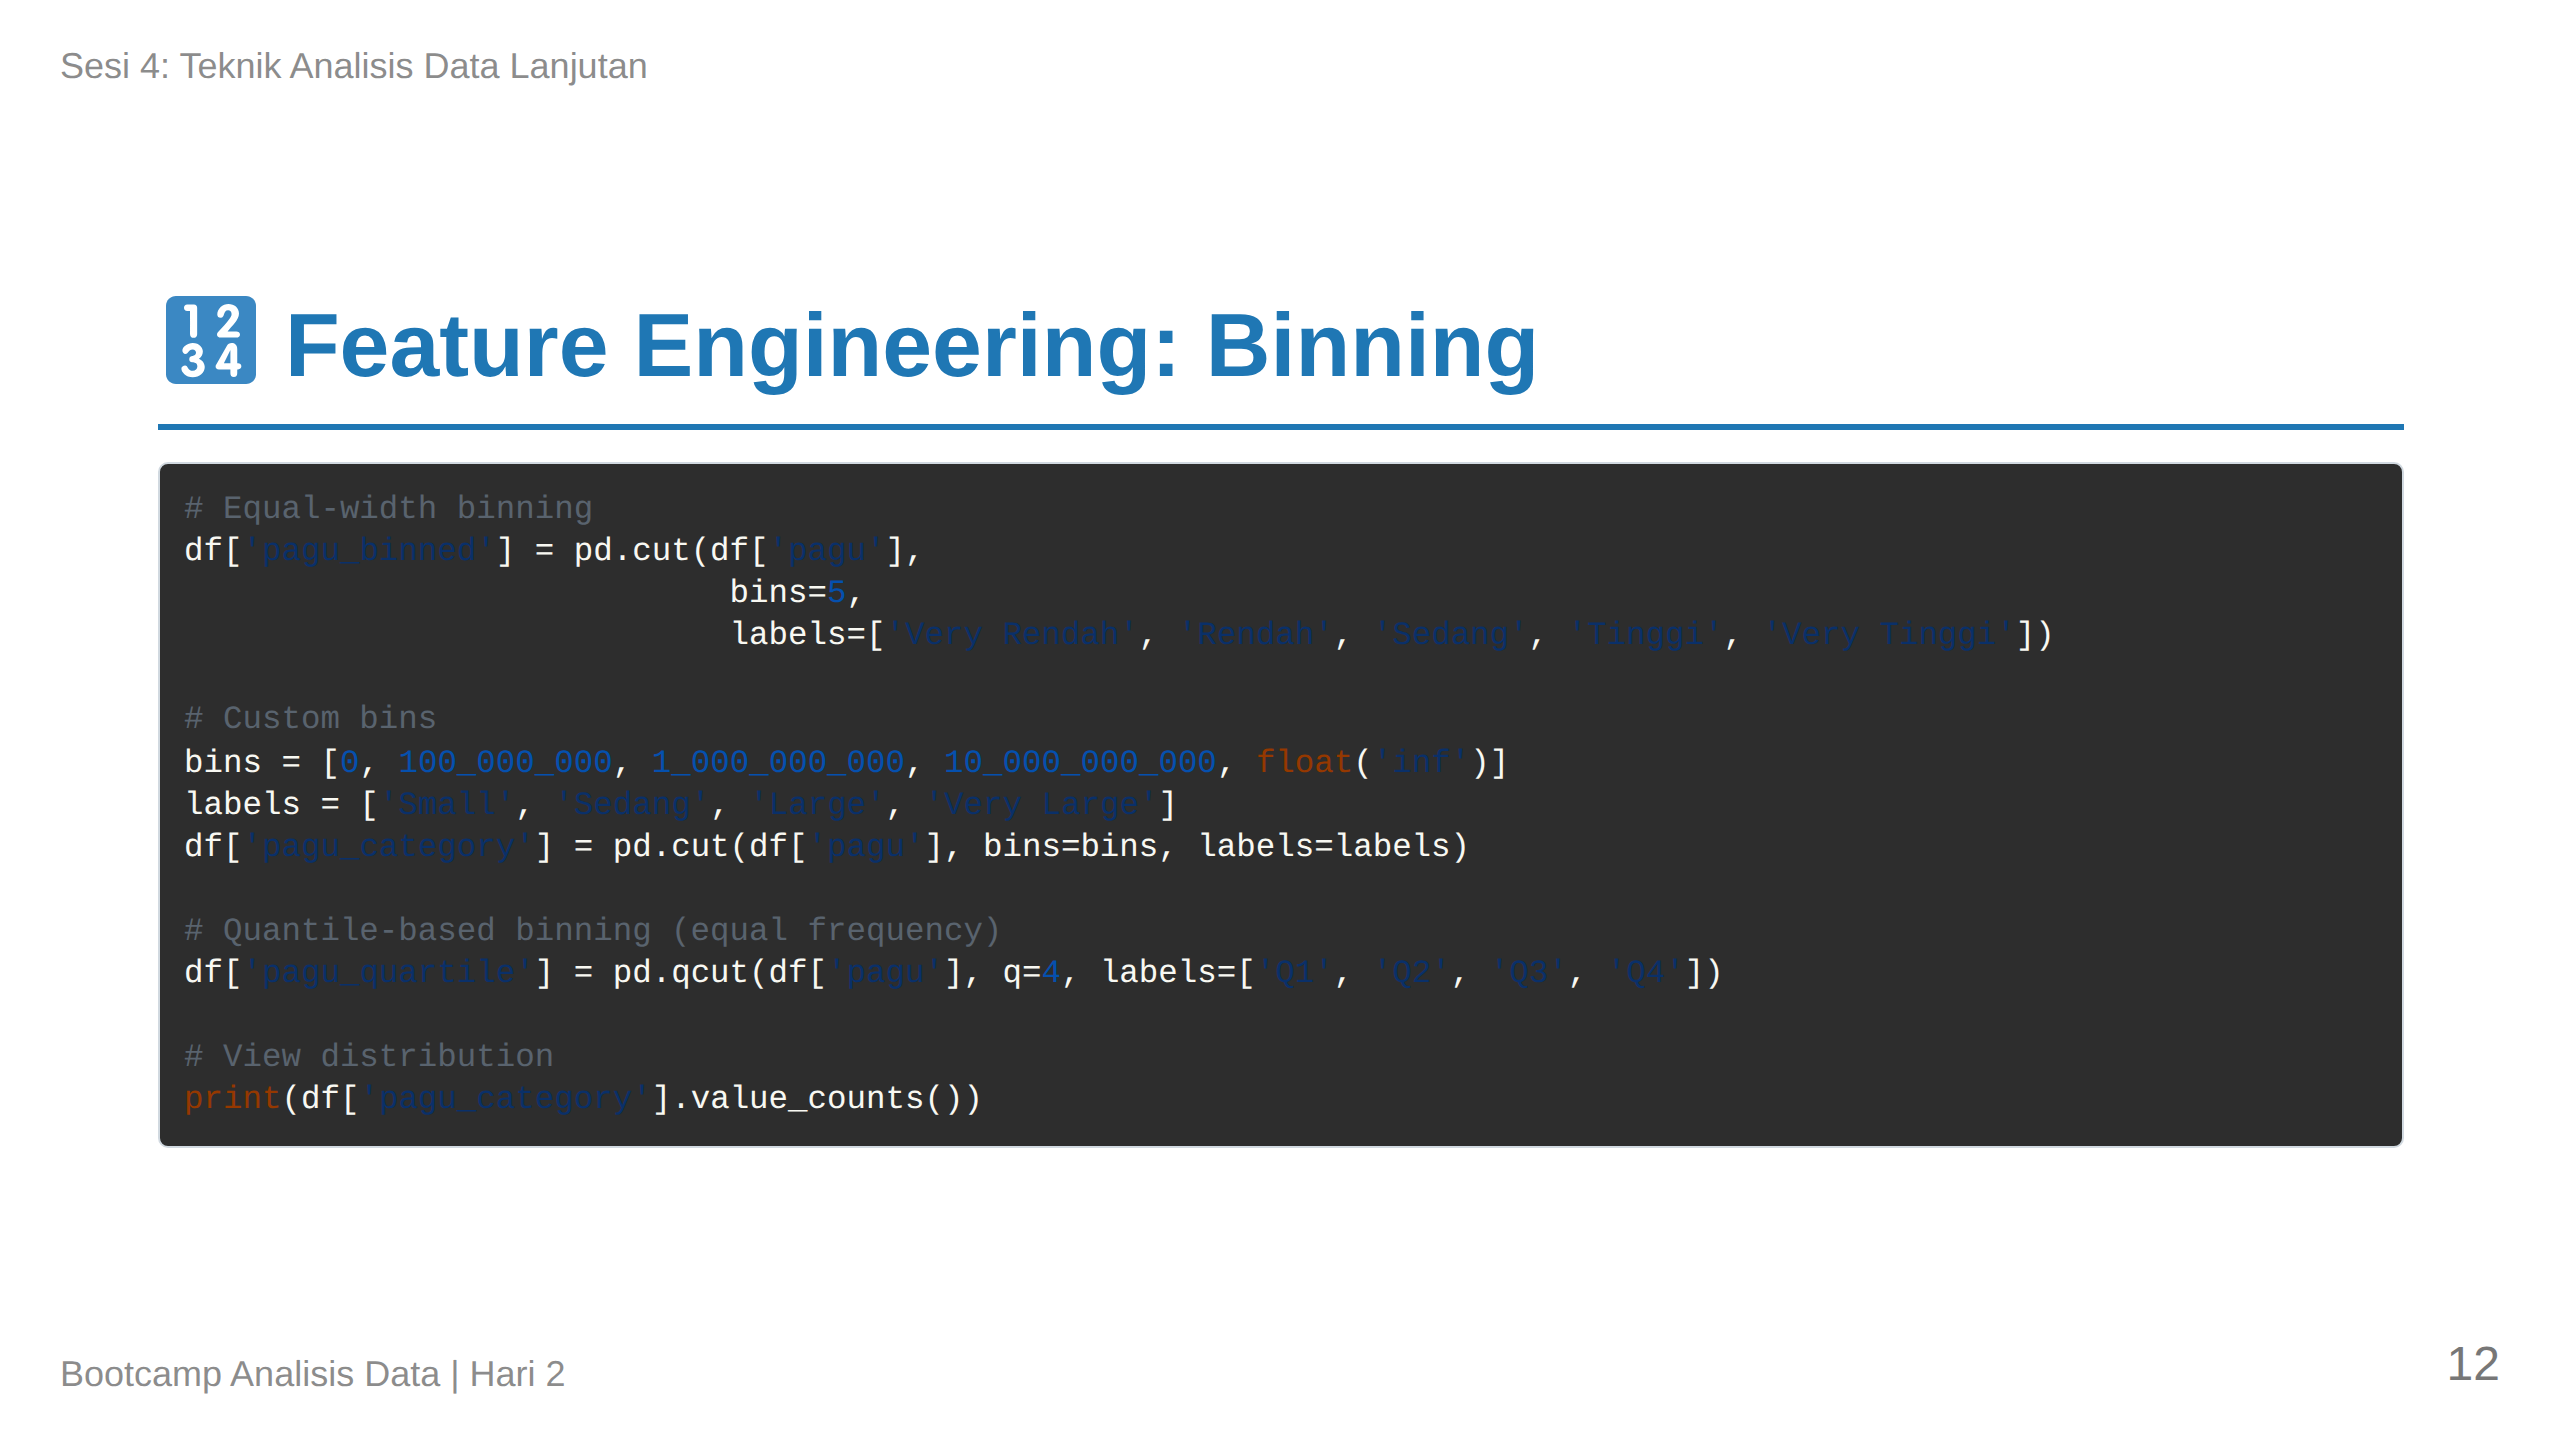 Sesi 4: Teknik Analisis Data Lanjutan
🔢 Feature Engineering: Binning
# Equal-width binning
df['pagu_binned'] = pd.cut(df['pagu'],
                            bins=5,
                            labels=['Very Rendah', 'Rendah', 'Sedang', 'Tinggi', 'Very Tinggi'])
# Custom bins
bins = [0, 100_000_000, 1_000_000_000, 10_000_000_000, float('inf')]
labels = ['Small', 'Sedang', 'Large', 'Very Large']
df['pagu_category'] = pd.cut(df['pagu'], bins=bins, labels=labels)
# Quantile-based binning (equal frequency)
df['pagu_quartile'] = pd.qcut(df['pagu'], q=4, labels=['Q1', 'Q2', 'Q3', 'Q4'])
# View distribution
print(df['pagu_category'].value_counts())
Bootcamp Analisis Data | Hari 2
12